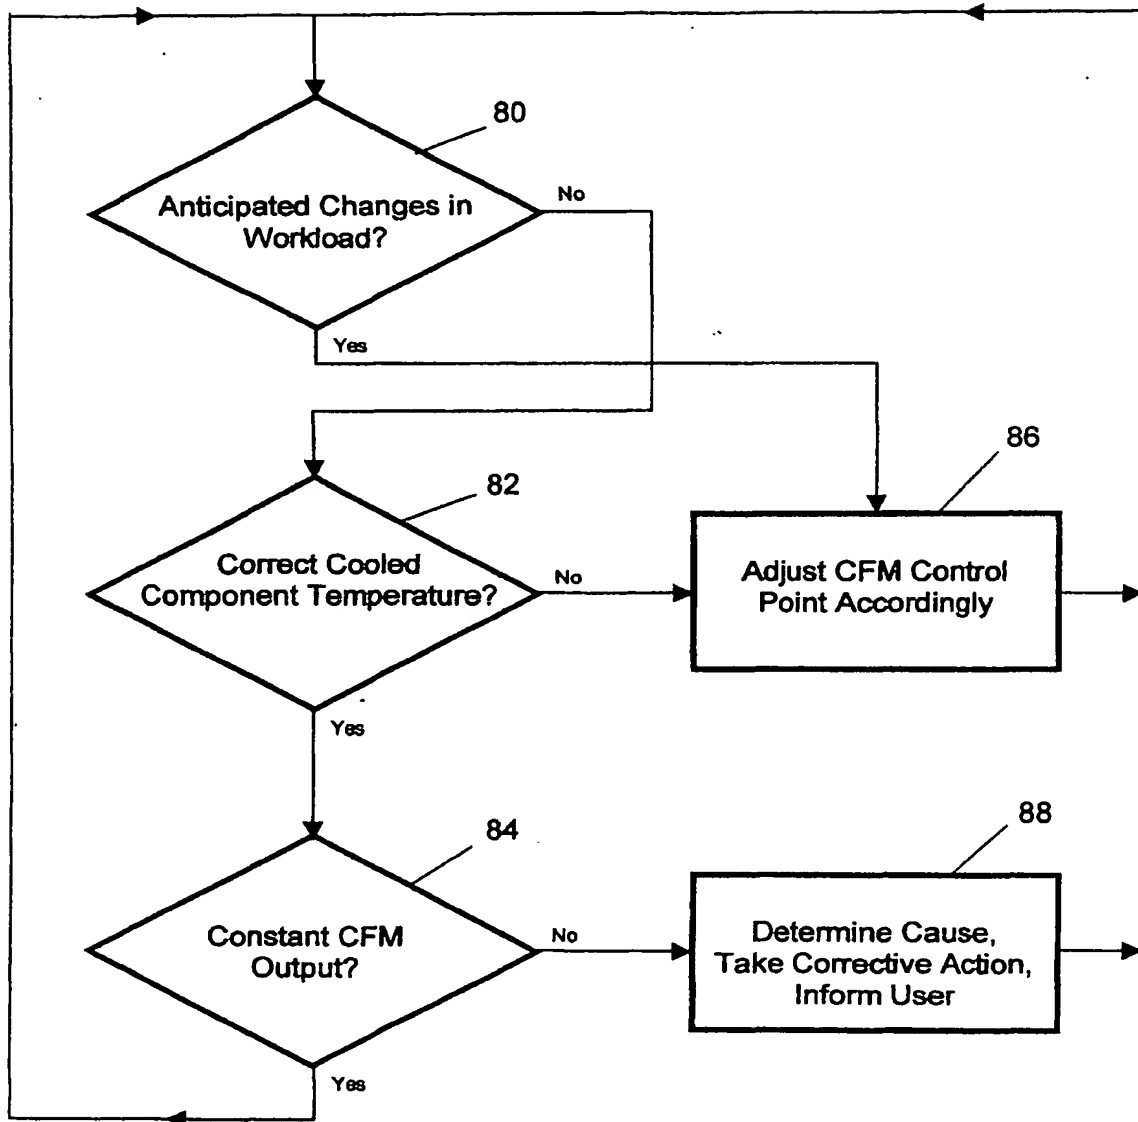 80
Anticipated Changes in
Workload?
No
Yes
86
82
Correct Cooled
Component Temperature?
No
Adjust CFM Control
Point Accordingly
Yes
84
88
Constant CFM
Output?
No
Determine Cause,
Take Corrective Action,
Inform User
Yes